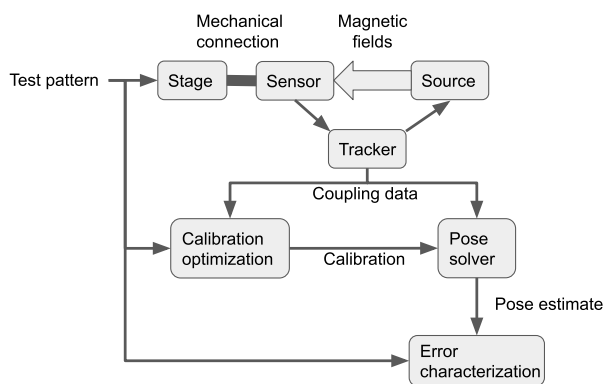 Mechanical
connection
Magnetic
fields
Test pattern
Stage
Sensor
Source
Tracker
Coupling data
Calibration
optimization
Calibration
Pose
solver
Pose estimate
Error
characterization